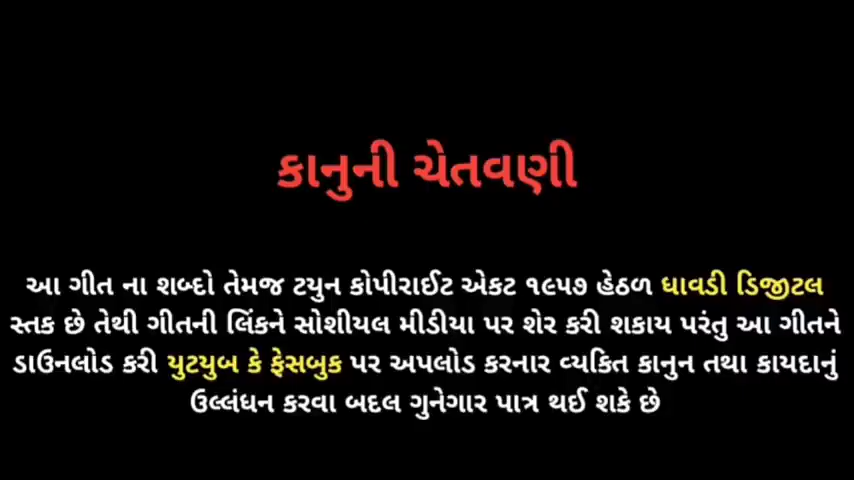 કાનુની ચેતવણી
આ ગીત ના શબ્દો તેમજ ટયુન કોપીરાઈટ એકટ ૧૯૫૭ હેઠળ ધાવડી ડિજીટલ
સ્તક છે તેથી ગીતની લિંકને સોશીયલ મીડીયા પર શેર કરી શકાય પરંતુ આ ગીતને
ડાઉનલોડ કરી યુટયુબ કે ફેસબુક પર અપલોડ કરનાર વ્યકિત કાનુન તથા કાયદાનું
ઉલ્લંઘન કરવા બદલ ગુનેગાર પાત્ર થઈ શકે છે